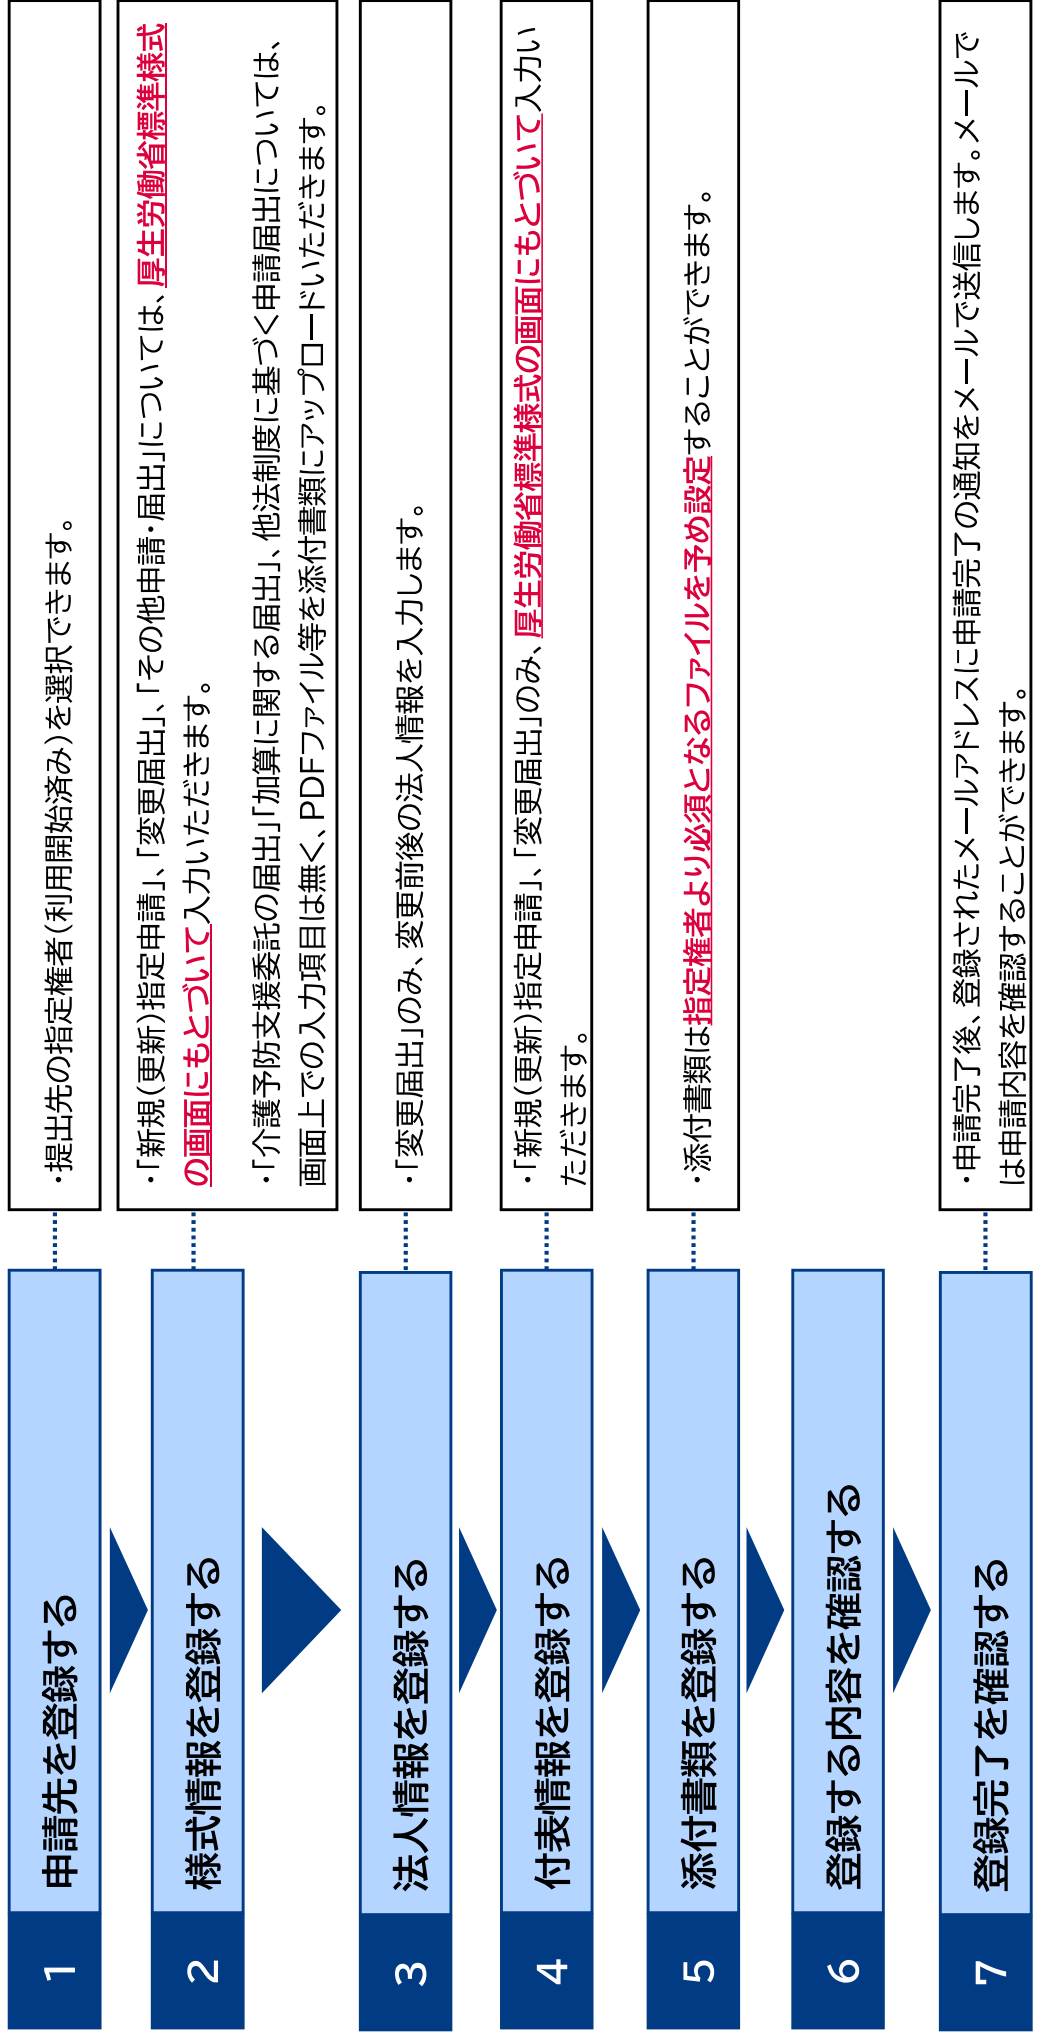 1
申請先を登録する
・提出先の指定権者(利用開始済み)を選択できます。
2
様式情報を登録する
・「新規(更新)指定申請」、「変更届出」、「その他申請・届出」については、厚生労働省標準様式
の画面にもとづいて入力いただきます。
・「介護予防支援委託の届出」「加算に関する届出」、他法制度に基づく申請届出については、
画面上での入力項目は無く、PDFファイル等を添付書類にアップロードいただきます。
3
法人情報を登録する
・「変更届出」のみ、変更前後の法人情報を入力します。
4
付表情報を登録する
・「新規(更新)指定申請」、「変更届出」のみ、厚生労働省標準様式の画面にもとづいて入力い
ただきます。
5
添付書類を登録する
・添付書類は指定権者より必須となるファイルを予め設定することができます。
6
登録する内容を確認する
7
登録完了を確認する
・申請完了後、登録されたメールアドレスに申請完了の通知をメールで送信します。メールで
は申請内容を確認することができます。